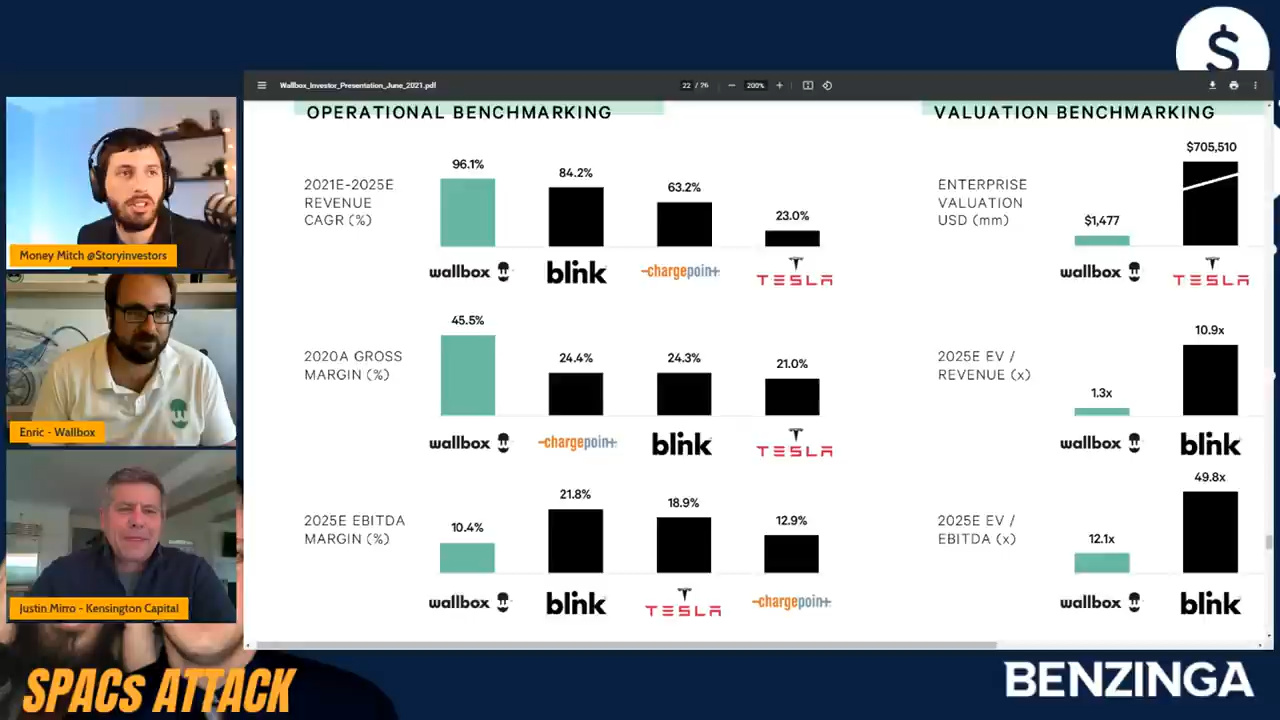 $
Wallbox_Investor_Presentation_June_2021.pdf
22 / 76
200%
OPERATIONAL BENCHMARKING
2021E-2025E
REVENUE
CAGR (%)
96.1%
84.2%
63.2%
23.0%
wallbox
blink
-chargepoin+
TESLA
2020A GROSS
MARGIN (%)
45.5%
24.4%
24.3%
21.0%
wallbox
-chargepoin+
blink
TESLA
2025E EBITDA
MARGIN (%)
10.4%
21.8%
18.9%
12.9%
wallbox
blink
TESLA
-chargepoin+
VALUATION BENCHMARKING
ENTERPRISE
VALUATION
USD (mm)
$1,477
$705,510
wallbox
TESLA
2025E EV /
REVENUE (x)
1.3x
10.9x
wallbox
blink
2025E EV /
EBITDA (x)
12.1x
49.8x
wallbox
blink
Money Mitch @Storyinvestors
Enric - Wallbox
Justin Mirro - Kensington Capital
SPACs ATTACK
BENZINGA